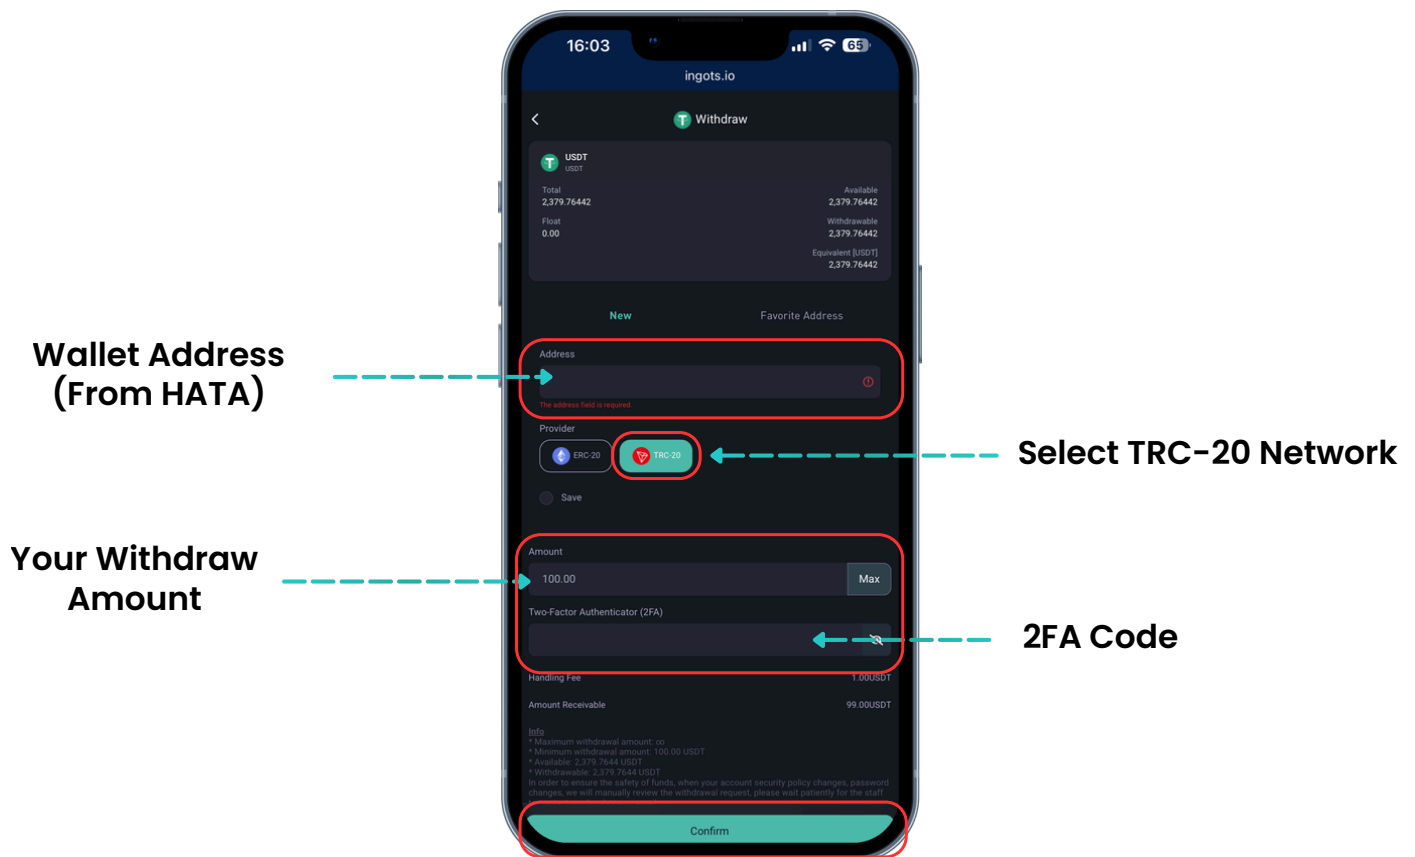 16:03
65
ingots.io
Withdraw
USDT
USDT
Total
Available
2,379.76442
2,379.76442
Float
Withdrawable
0.00
2,379.76442
Equivalent [USDT]
2,379.76442
New
Favorite Address
Wallet Address
(From HATA)
Address
The address field is required.
Provider
ERC-20
TRC-20
Select TRC-20 Network
Save
Your Withdraw
Amount
Amount
100.00
Max
Two-Factor Authenticator (2FA)
2FA Code
Handling Fee
1.00USDT
Amount Receivable
99.00USDT
Info
* Maximum withdrawal amount: ∞
* Minimum withdrawal amount: 100.00 USDT
* Available: 2,379.7644 USDT
* Withdrawable: 2,379.7644 USDT
In order to ensure the safety of funds, when your account security policy changes, password
changes, we will manually review the withdrawal request, please wait patiently for the staff
Confirm